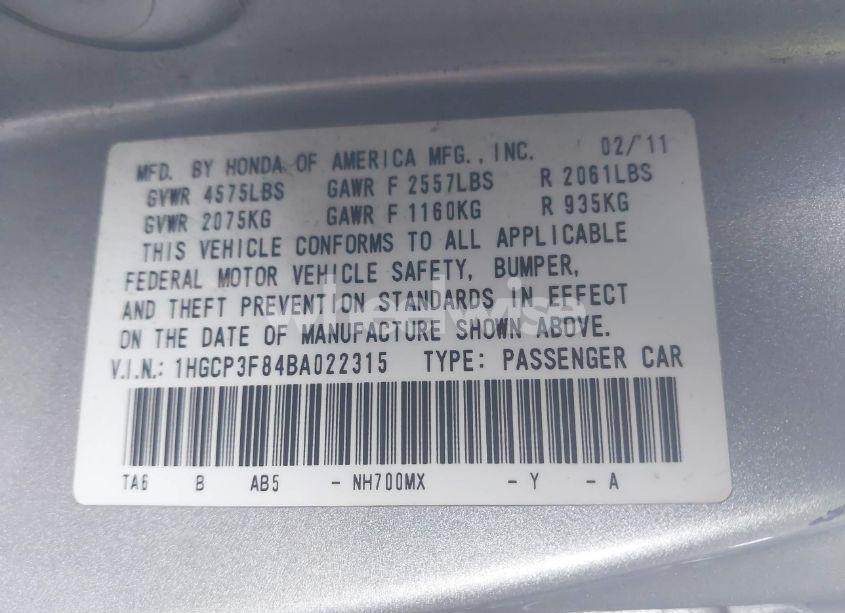 MFD. BY HONDA OF AMERICA MFG., INC. 02/11
GVWR 4575LBS GAWR F 2557LBS R 2061LBS
GVWR 2075KG GAWR F 1160KG R 935KG
THIS VEHICLE CONFORMS TO ALL APPLICABLE
FEDERAL MOTOR VEHICLE SAFETY, BUMPER,
AND THEFT PREVENTION STANDARDS IN EFFECT
ON THE DATE OF MANUFACTURE SHOWN ABOVE.
V.I.N.: 1HGCP3F84BA022315 TYPE: PASSENGER CAR
TA6 B AB5 - NH700MX - Y - A
wheelwise